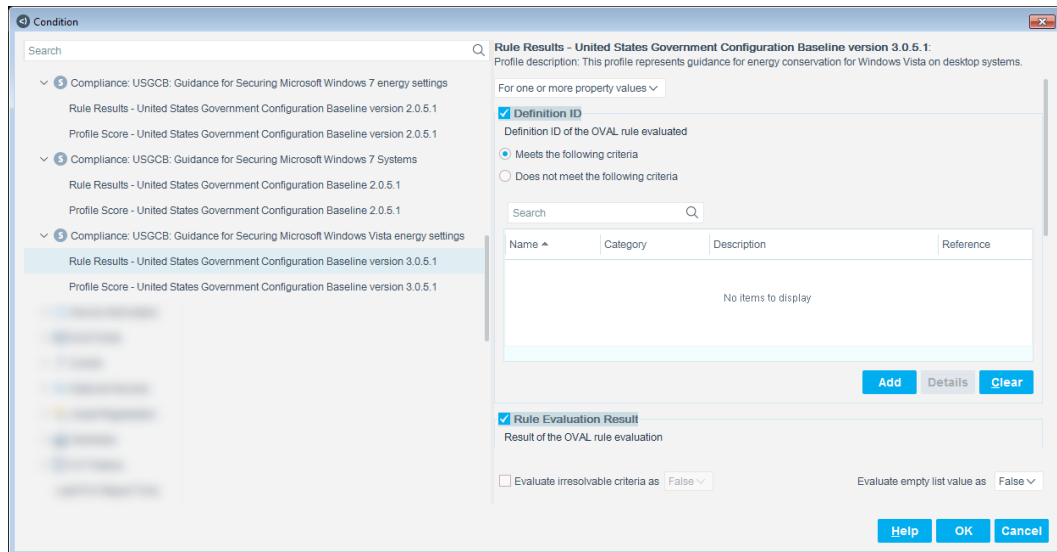 Condition
Search
Compliance: USGCB: Guidance for Securing Microsoft Windows 7 energy settings
Rule Results - United States Government Configuration Baseline version 2.0.5.1
Profile Score - United States Government Configuration Baseline version 2.0.5.1
Compliance: USGCB: Guidance for Securing Microsoft Windows 7 Systems
Rule Results - United States Government Configuration Baseline 2.0.5.1
Profile Score - United States Government Configuration Baseline 2.0.5.1
Compliance: USGCB: Guidance for Securing Microsoft Windows Vista energy settings
Rule Results - United States Government Configuration Baseline version 3.0.5.1
Profile Score - United States Government Configuration Baseline version 3.0.5.1
Rule Results - United States Government Configuration Baseline version 3.0.5.1:
Profile description: This profile represents guidance for energy conservation for Windows Vista on desktop systems.
For one or more property values
Definition ID
Definition ID of the OVAL rule evaluated
Meets the following criteria
Does not meet the following criteria
Search
Name Category Description Reference
No items to display
Add Details Clear
Rule Evaluation Result
Result of the OVAL rule evaluation
Evaluate irresolvable criteria as False Evaluate empty list value as False
Help OK Cancel